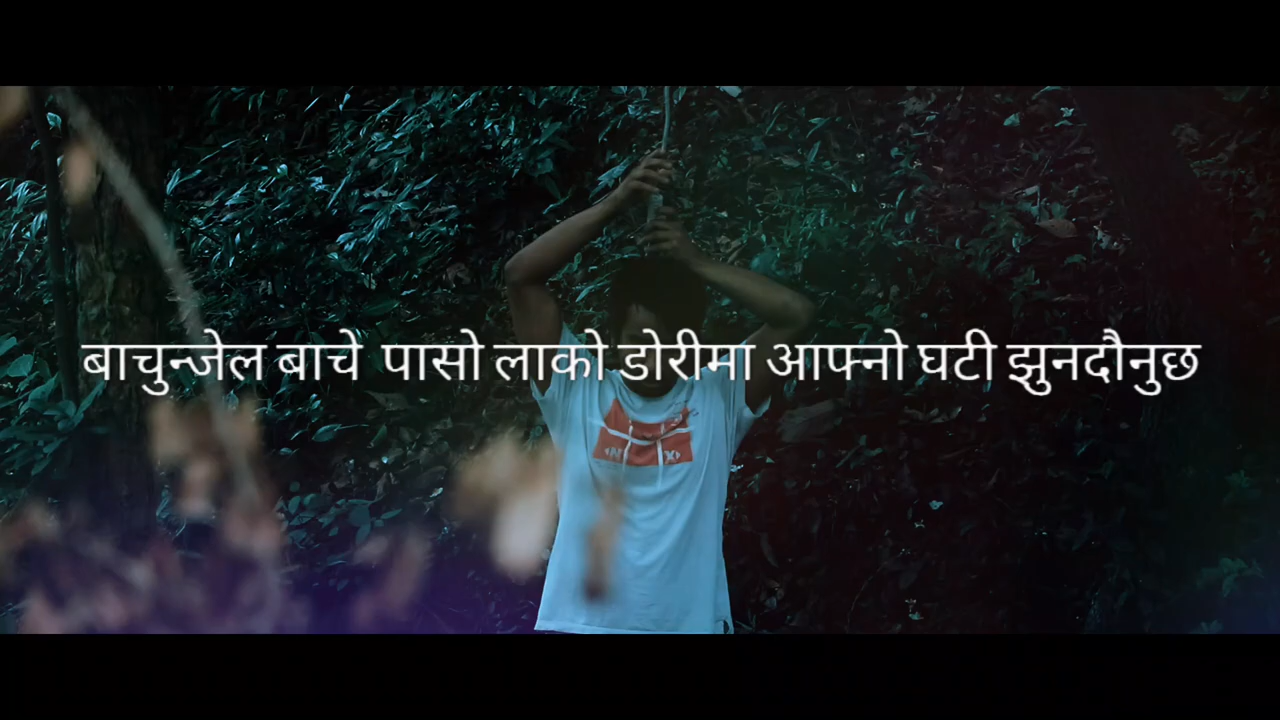 बाचुन्जेल बाचे पासो लाको डोरीमा आफ्नो घटी झुनदौनुछ